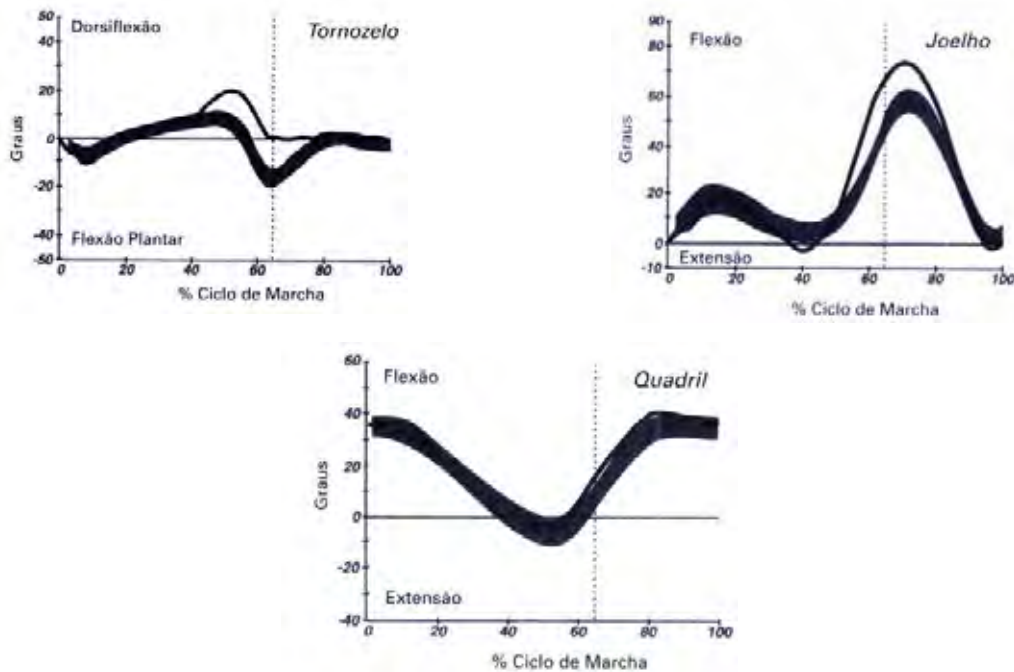 50
40
Dorsiflexão
Tornozelo
20
0
Graus
-20
Flexão Plantar
-40
-50
0 20 40 60 80 100
% Ciclo de Marcha
90
80
Flexão
Joelho
60
Graus
40
20
0
Extensão
-10
0 20 40 60 80 100
% Ciclo de Marcha
60
Flexão
Quadril
40
Graus
20
0
-20
Extensão
-40
0 20 40 60 80 100
% Ciclo de Marcha